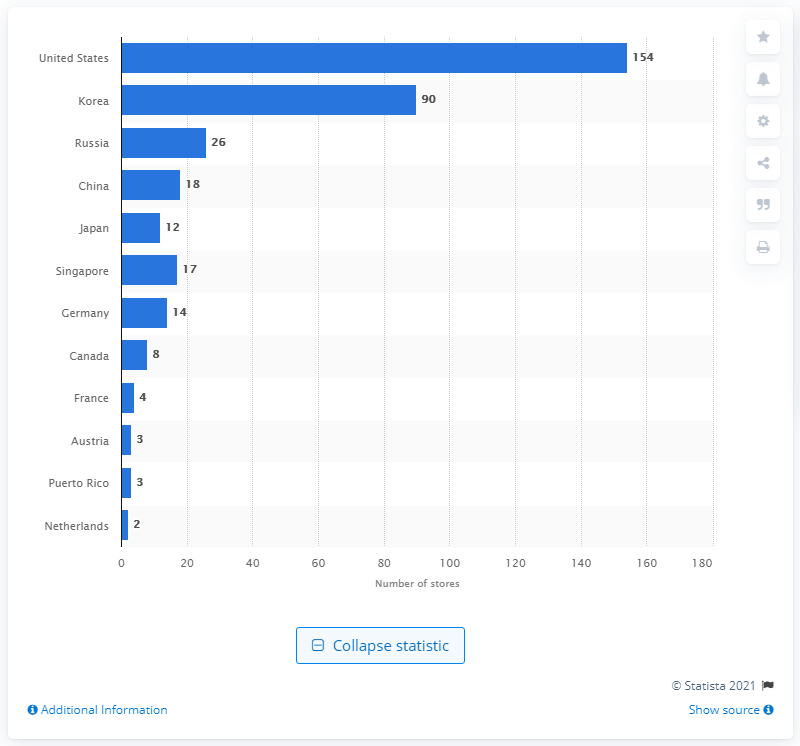 United States 154
Korea 90
Russia 26
China 18
Japan 12
Singapore 17
Germany 14
Canada 8
France 4
Austria 3
Puerto Rico 3
Netherlands 2
0 20 40 60 80 100 120 140 160 180
Number of stores
Collapse statistic
© Statista 2021
Additional Information
Show source